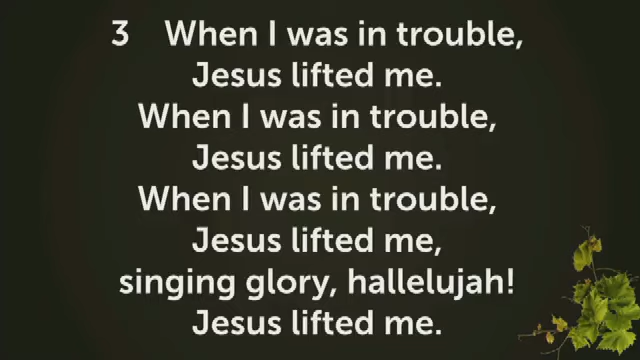 3 When I was in trouble,
Jesus lifted me.
When I was in trouble,
Jesus lifted me.
When I was in trouble,
Jesus lifted me,
singing glory, hallelujah!
Jesus lifted me.